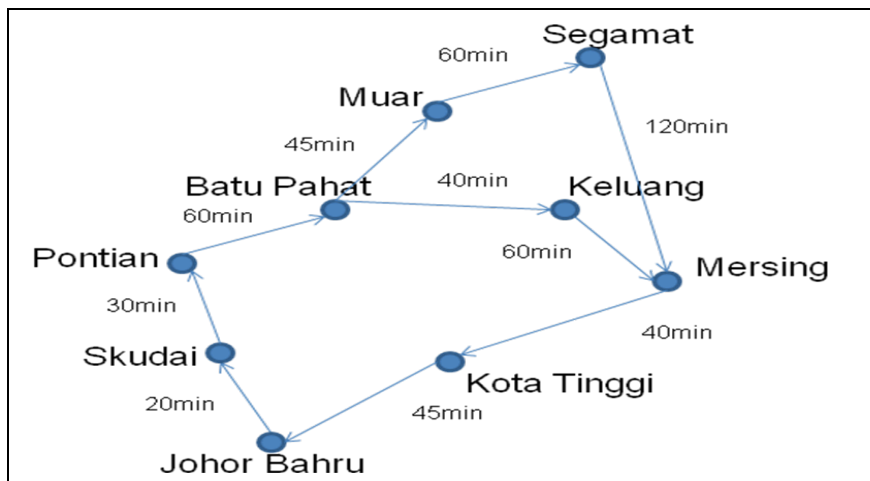 Segamat
60min
Muar
120min
45min
Batu Pahat
40min
Keluang
60min
60min
Pontian
Mersing
30min
40min
Skudai
Kota Tinggi
20min
45min
Johor Bahru